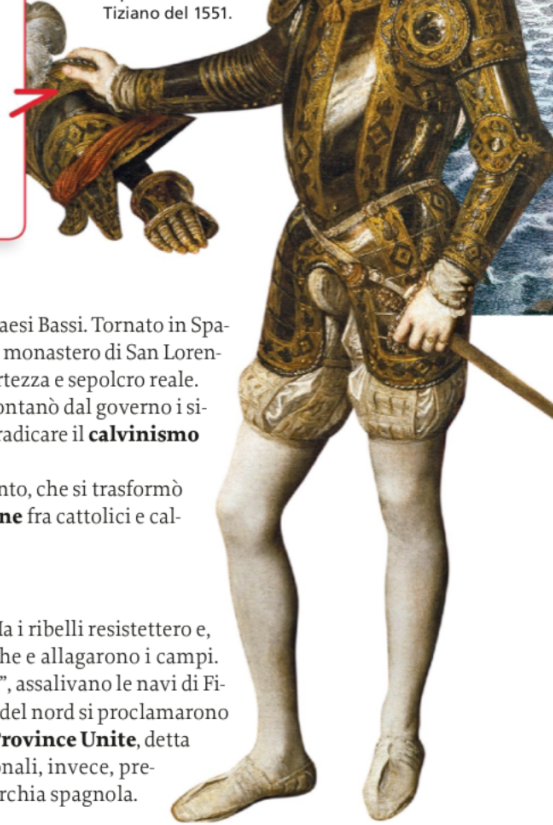 Tiziano del 1551.
aesi Bassi. Tornato in Spa-
monastero di San Loren-
rtezza e sepolcro reale.
ontanò dal governo i si-
radicare il calvinismo
nto, che si trasformò
ne fra cattolici e cal-
Ma i ribelli resistettero e,
he e allagarono i campi.
”, assalivano le navi di Fi-
del nord si proclamarono
Province Unite, detta
onali, invece, pre-
rchia spagnola.